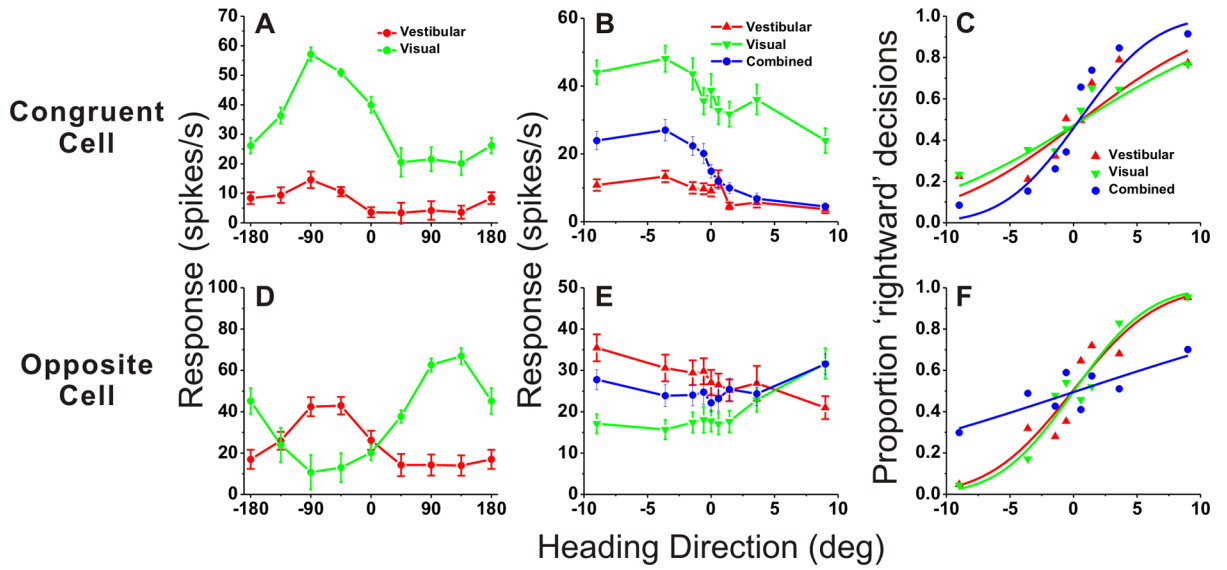 A
B
C
Vestibular
Visual
Vestibular
Visual
Combined
Vestibular
Visual
Combined
Congruent
Cell
70
60
50
40
30
20
10
0
-180 -90 0 90 180
60
40
20
0
-10 -5 0 5 10
1.0
0.8
0.6
0.4
0.2
0.0
-10 -5 0 5 10
Response (spikes/s)
Response (spikes/s)
Proportion ‘rightward’ decisions
D
E
F
Opposite
Cell
100
80
60
40
20
0
-180 -90 0 90 180
50
40
30
20
10
0
-10 -5 0 5 10
1.0
0.8
0.6
0.4
0.2
0.0
-10 -5 0 5 10
Heading Direction (deg)